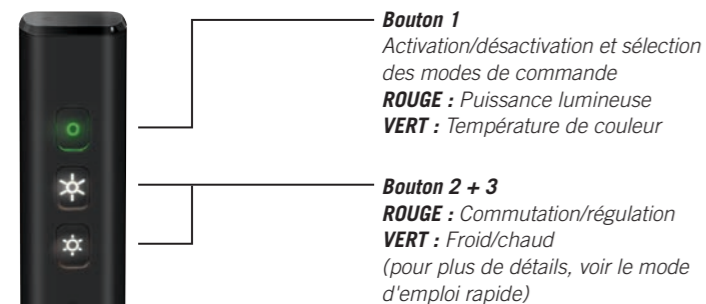 Bouton 1
Activation/désactivation et sélection
des modes de commande
ROUGE : Puissance lumineuse
VERT : Température de couleur
Bouton 2 + 3
ROUGE : Commutation/régulation
VERT : Froid/chaud
(pour plus de détails, voir le mode
d'emploi rapide)